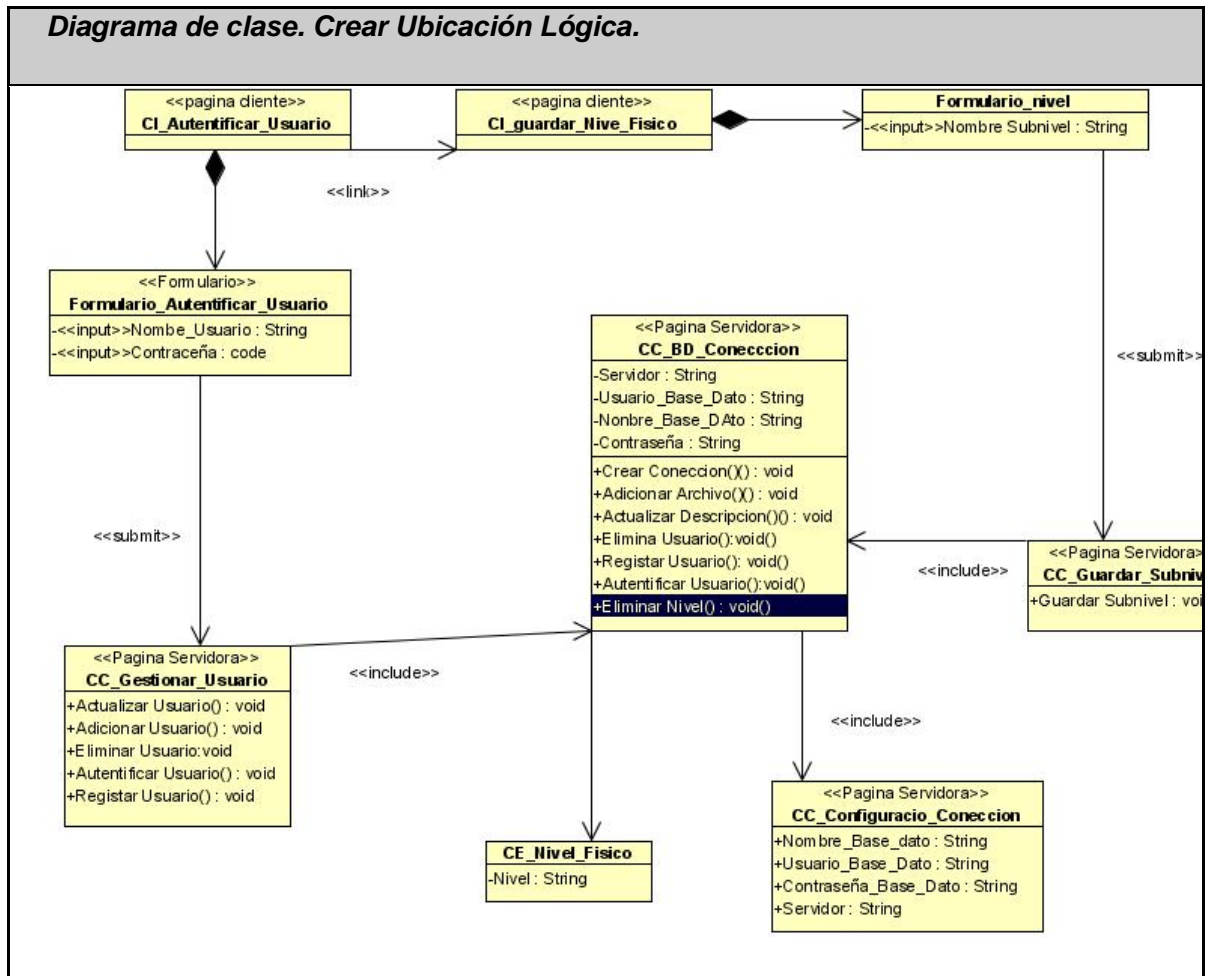 Diagrama de clase. Crear Ubicación Lógica.
<<pagina cliente>>
CI_Autentificar_Usuario
<<pagina cliente>>
CI_guardar_Nive_Fisico
Formulario_nivel
-<<input>>Nombre Subnivel : String
<<link>>
<<Formulario>>
Formulario_Autentificar_Usuario
-<<input>>Nombe_Usuario : String
-<<input>>Contraceña : code
<<Pagina Servidora>>
CC_BD_Conecccion
-Servidor : String
-Usuario_Base_Dato : String
-Nonbre_Base_DAto : String
-Contraseña : String
+Crear Coneccion()() : void
+Adicionar Archivo()() : void
+Actualizar Descripcion()() : void
+Elimina Usuario():void()
+Registar Usuario(): void()
+Autentificar Usuario():void()
+Eliminar Nivel() : void()
<<submit>>
<<submit>>
<<include>>
<<Pagina Servidora>
CC_Guardar_Subniv
+Guardar Subnivel : voi
<<Pagina Servidora>>
CC_Gestionar_Usuario
+Actualizar Usuario() : void
+Adicionar Usuario() : void
+Eliminar Usuario:void
+Autentificar Usuario() : void
+Registar Usuario() : void
<<include>>
<<include>>
CE_Nivel_Fisico
-Nivel : String
<<Pagina Servidora>>
CC_Configuracio_Coneccion
+Nombre_Base_dato : String
+Usuario_Base_Dato : String
+Contraseña_Base_Dato : String
+Servidor : String